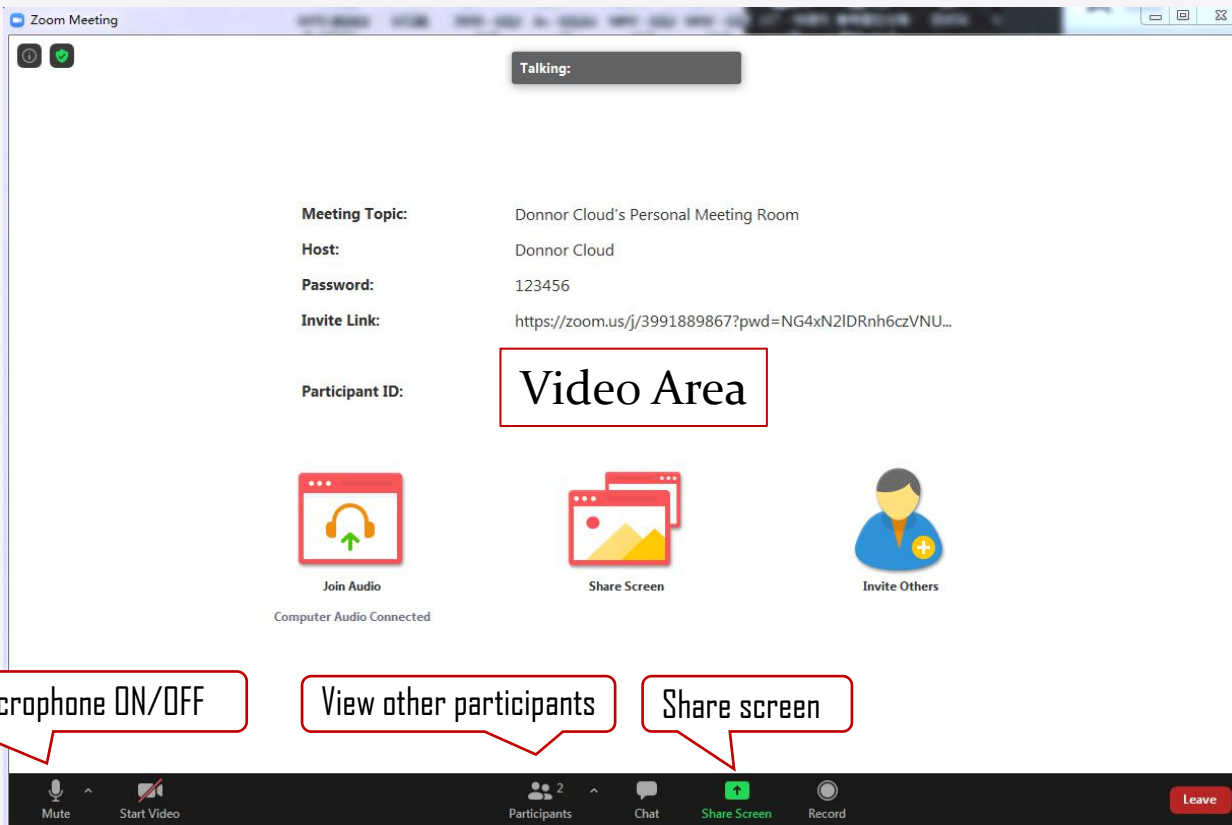 Zoom Meeting
Talking:
Meeting Topic: Donnor Cloud's Personal Meeting Room
Host: Donnor Cloud
Password: 123456
Invite Link: https://zoom.us/j/3991889867?pwd=NG4xN2lDRnh6czVNU...
Participant ID: Video Area
Join Audio Share Screen Invite Others
Computer Audio Connected
crophone ON/OFF View other participants Share screen
2
Mute Start Video Participants Chat Share Screen Record Leave